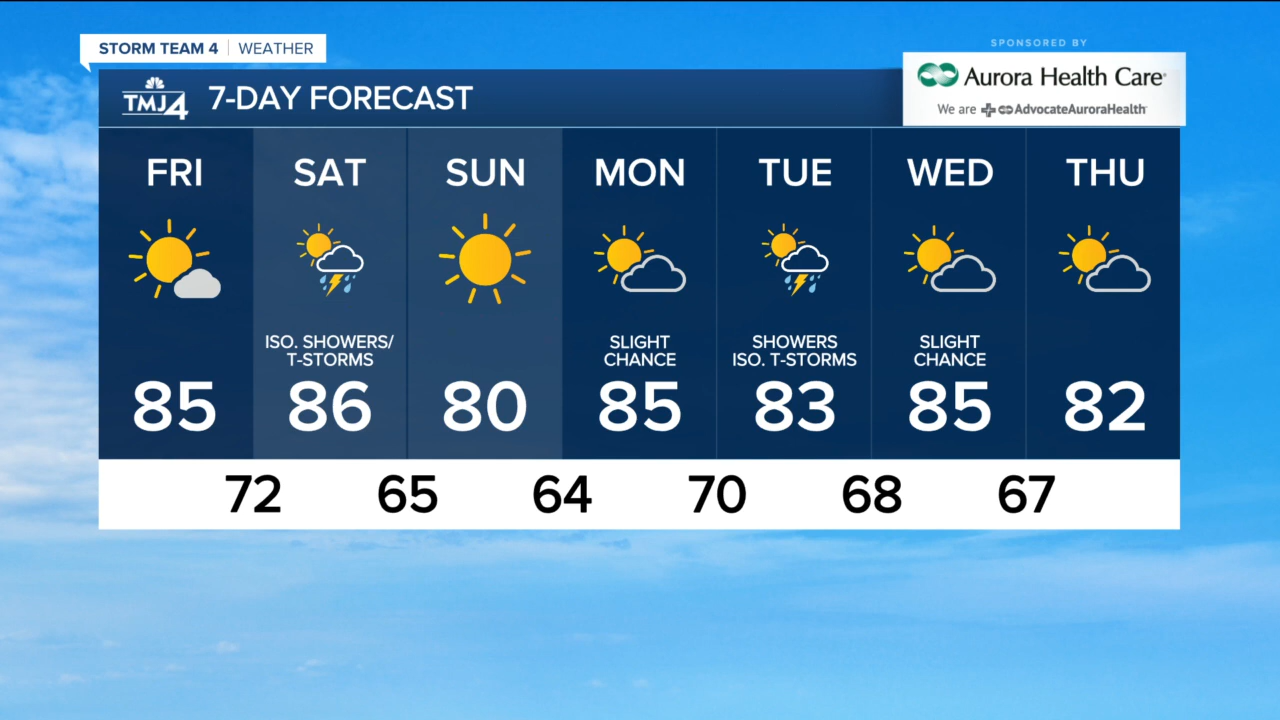 STORM TEAM 4 | WEATHER
SPONSORED BY
Aurora Health Care®
We are AdvocateAuroraHealth
TMJ4 7-DAY FORECAST
FRI SAT SUN MON TUE WED THU
ISO. SHOWERS/ SLIGHT SHOWERS SLIGHT
T-STORMS CHANCE ISO. T-STORMS CHANCE
85 86 80 85 83 85 82
72 65 64 70 68 67